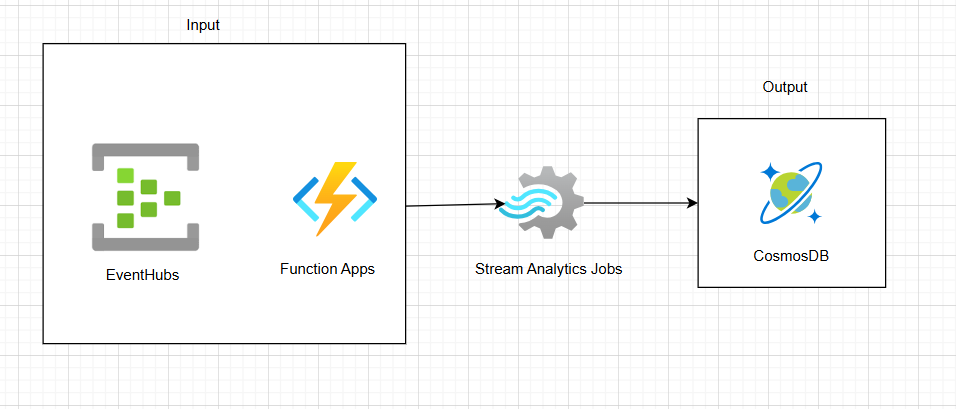 Input
Output
EventHubs
Function Apps
Stream Analytics Jobs
CosmosDB